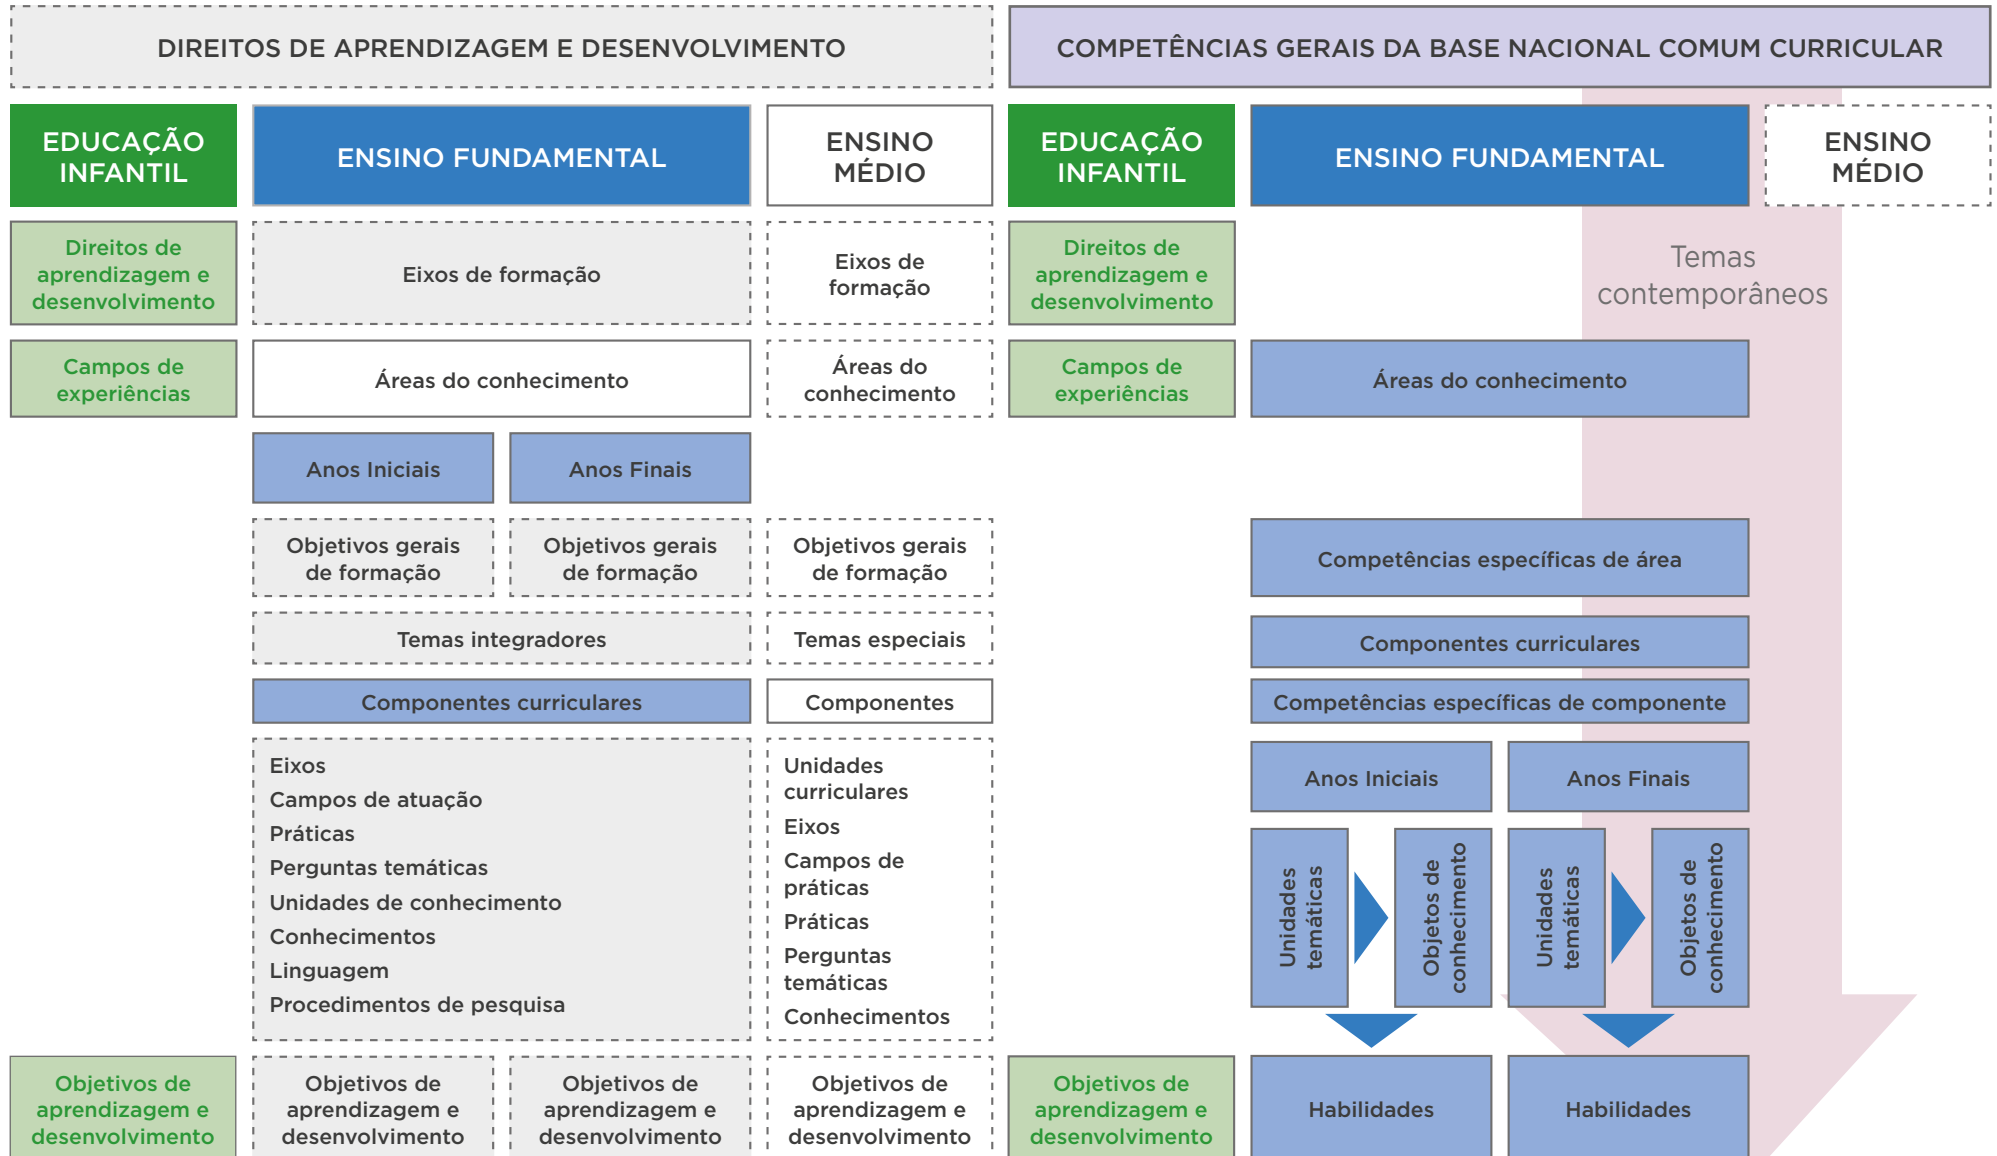 DIREITOS DE APRENDIZAGEM E DESENVOLVIMENTO
EDUCAÇÃO
INFANTIL
ENSINO FUNDAMENTAL
ENSINO
MÉDIO
Direitos de
aprendizagem e
desenvolvimento
Eixos de formação
Eixos de
formação
Campos de
experiências
Áreas do conhecimento
Áreas do
conhecimento
Anos Iniciais
Anos Finais
Objetivos gerais
de formação
Objetivos gerais
de formação
Objetivos gerais
de formação
Temas integradores
Temas especiais
Componentes curriculares
Componentes
Eixos
Campos de atuação
Práticas
Perguntas temáticas
Unidades de conhecimento
Conhecimentos
Linguagem
Procedimentos de pesquisa
Unidades
curriculares
Eixos
Campos de
práticas
Práticas
Perguntas
temáticas
Conhecimentos
Objetivos de
aprendizagem e
desenvolvimento
Objetivos de
aprendizagem e
desenvolvimento
Objetivos de
aprendizagem e
desenvolvimento
Objetivos de
aprendizagem e
desenvolvimento
COMPETÊNCIAS GERAIS DA BASE NACIONAL COMUM CURRICULAR
EDUCAÇÃO
INFANTIL
ENSINO FUNDAMENTAL
ENSINO
MÉDIO
Direitos de
aprendizagem e
desenvolvimento
Temas
contemporâneos
Campos de
experiências
Áreas do conhecimento
Competências específicas de área
Componentes curriculares
Competências específicas de componente
Anos Iniciais
Anos Finais
Unidades
temáticas
Objetos de
conhecimento
Unidades
temáticas
Objetos de
conhecimento
Objetivos de
aprendizagem e
desenvolvimento
Habilidades
Habilidades